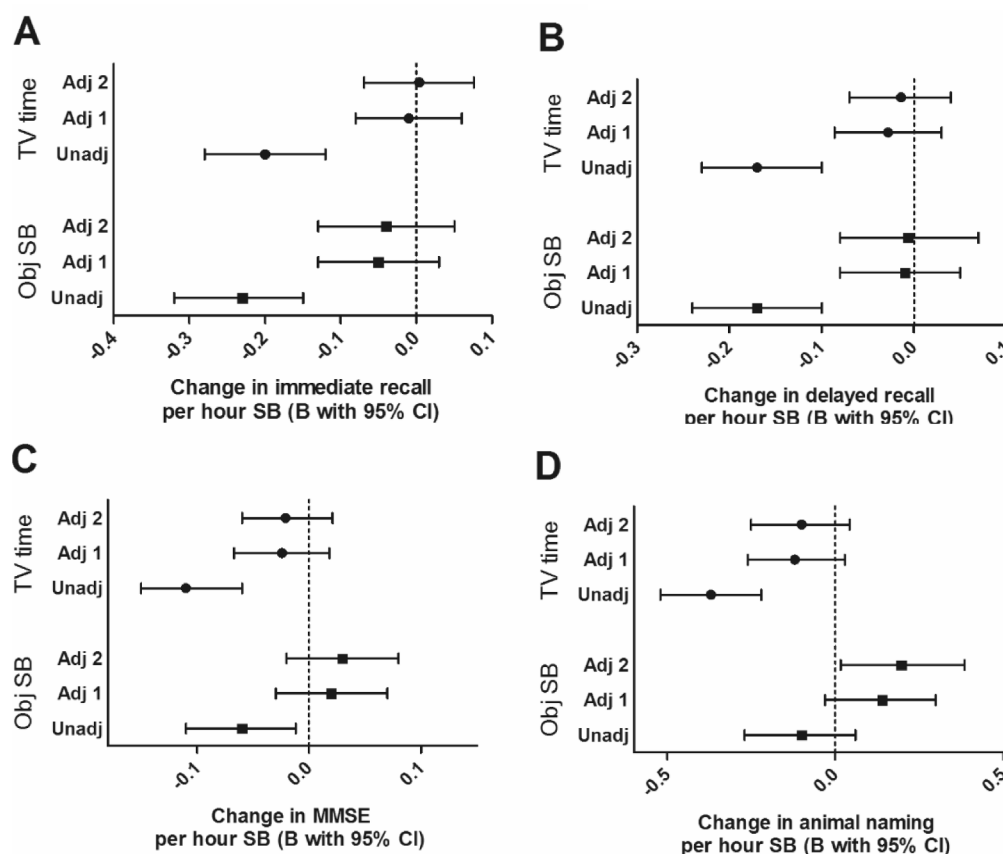 A
TV time
Adj 2
Adj 1
Unadj
Obj SB
Adj 2
Adj 1
Unadj
-0.4
-0.3
-0.2
-0.1
0.0
0.1
Change in immediate recall
per hour SB (B with 95% CI)
B
TV time
Adj 2
Adj 1
Unadj
Obj SB
Adj 2
Adj 1
Unadj
-0.3
-0.2
-0.1
0.0
0.1
Change in delayed recall
per hour SB (B with 95% CI)
C
TV time
Adj 2
Adj 1
Unadj
Obj SB
Adj 2
Adj 1
Unadj
-0.1
0.0
0.1
Change in MMSE
per hour SB (B with 95% CI)
D
TV time
Adj 2
Adj 1
Unadj
Obj SB
Adj 2
Adj 1
Unadj
-0.5
0.0
0.5
Change in animal naming
per hour SB (B with 95% CI)